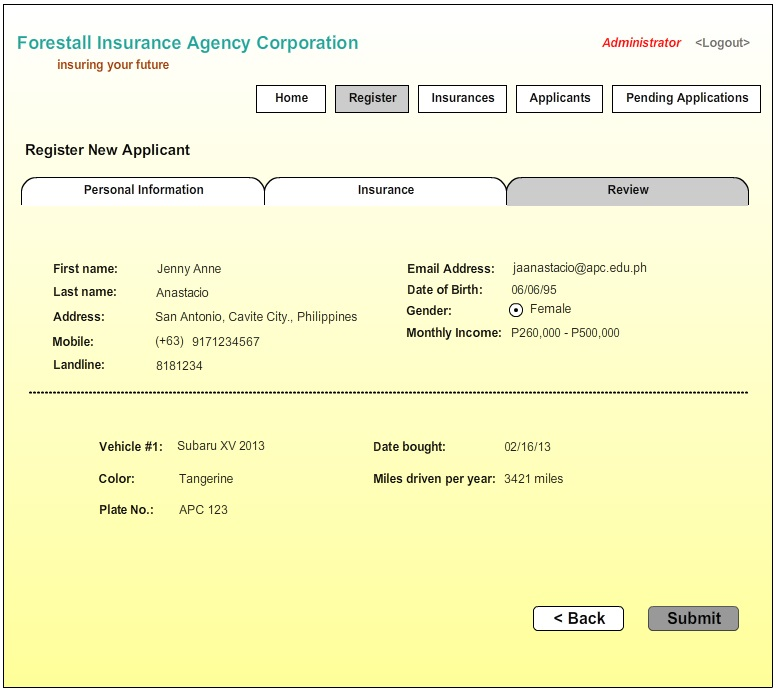 Forestall Insurance Agency Corporation
Administrator <Logout>
insuring your future
Home Register Insurances Applicants Pending Applications
Register New Applicant
Personal Information Insurance Review
First name: Jenny Anne
Last name: Anastacio
Address: San Antonio, Cavite City., Philippines
Mobile: (+63) 9171234567
Landline: 8181234
Email Address: jaanastacio@apc.edu.ph
Date of Birth: 06/06/95
Gender: Female
Monthly Income: P260,000 - P500,000
Vehicle #1: Subaru XV 2013
Color: Tangerine
Plate No.: APC 123
Date bought: 02/16/13
Miles driven per year: 3421 miles
< Back Submit